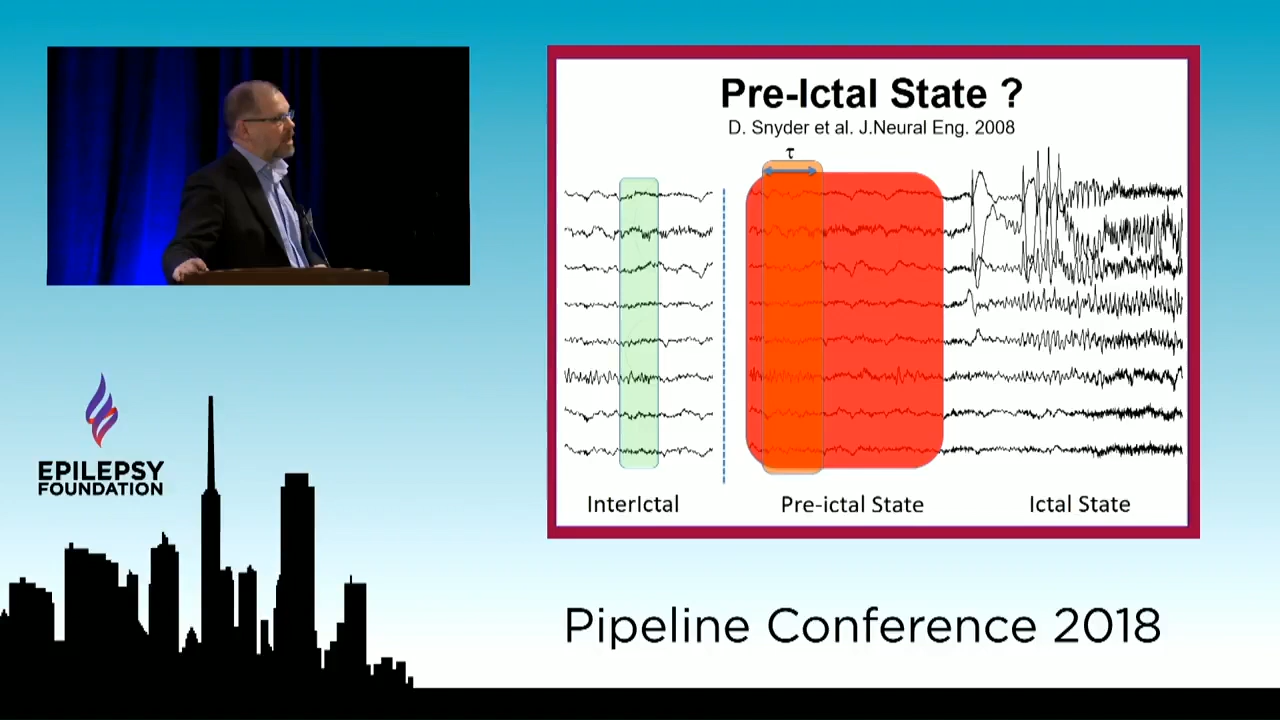 Pre-Ictal State ?
D. Snyder et al. J.Neural Eng. 2008
τ
InterIctal
Pre-ictal State
Ictal State
EPILEPSY
FOUNDATION
Pipeline Conference 2018